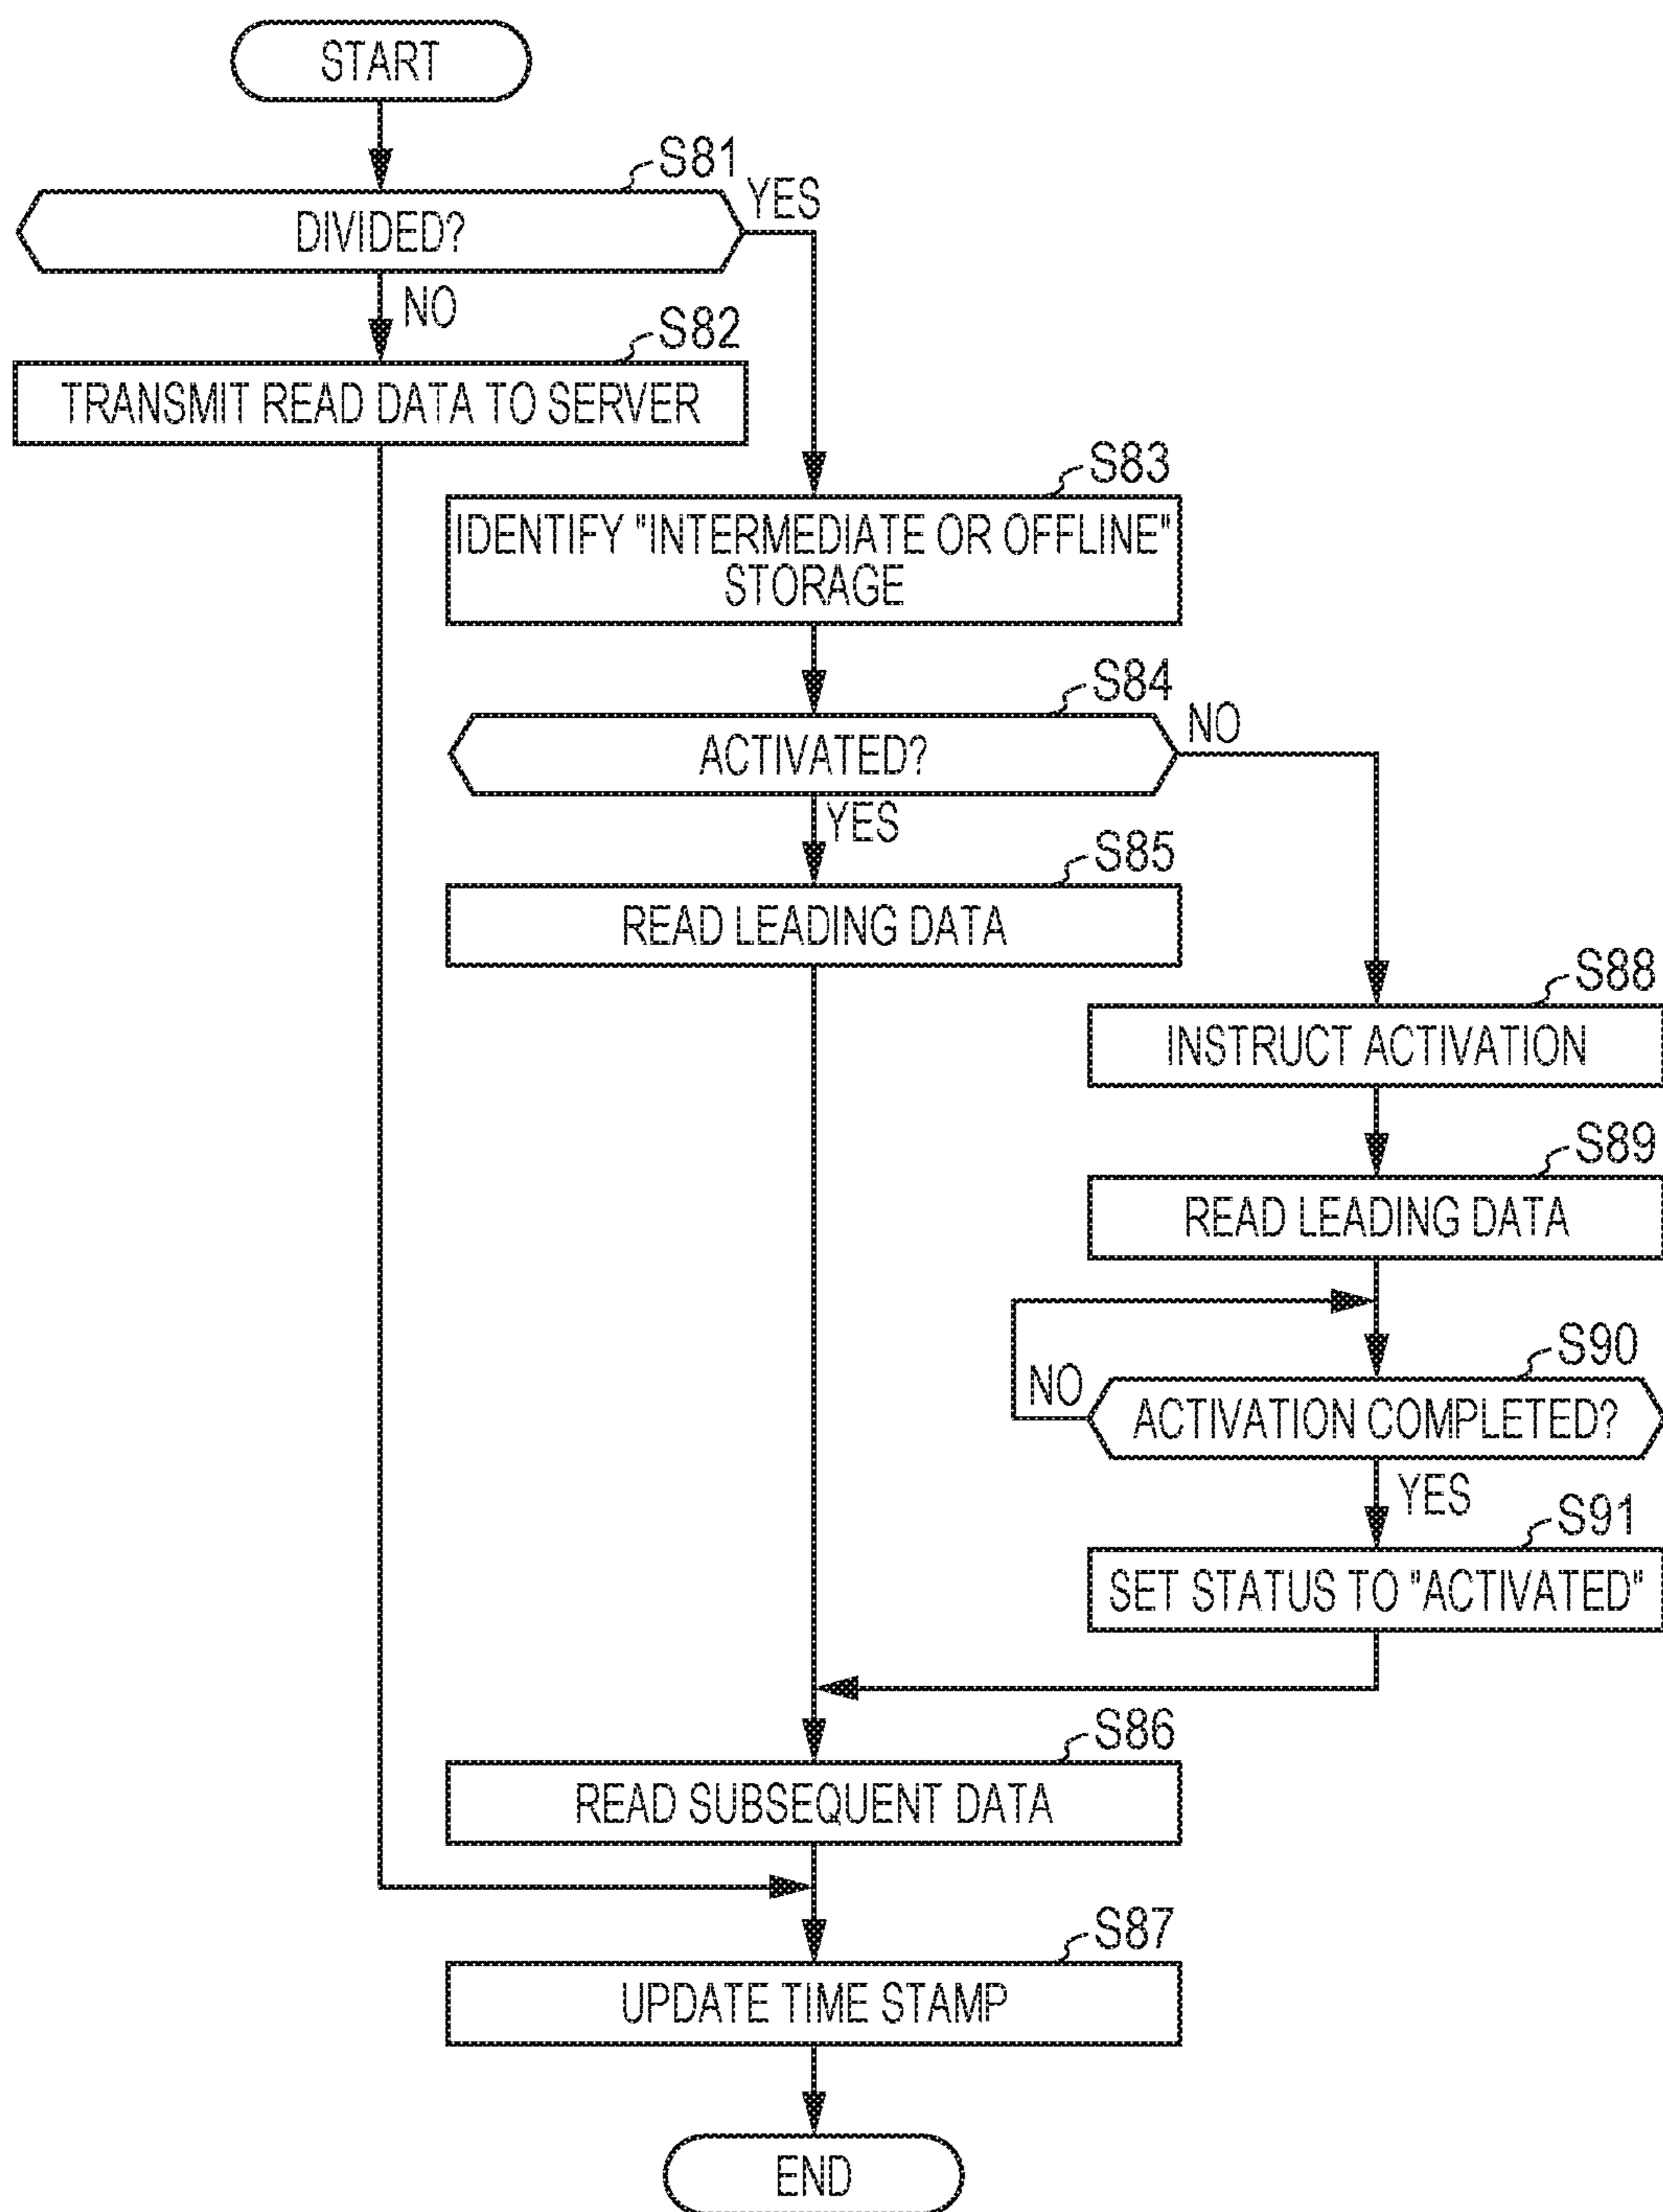 START
S81
DIVIDED?
YES
NO
S82
TRANSMIT READ DATA TO SERVER
S83
IDENTIFY "INTERMEDIATE OR OFFLINE"
STORAGE
S84
ACTIVATED?
NO
YES
S85
READ LEADING DATA
S88
INSTRUCT ACTIVATION
S89
READ LEADING DATA
S90
NO
ACTIVATION COMPLETED?
YES
S91
SET STATUS TO "ACTIVATED"
S86
READ SUBSEQUENT DATA
S87
UPDATE TIME STAMP
END